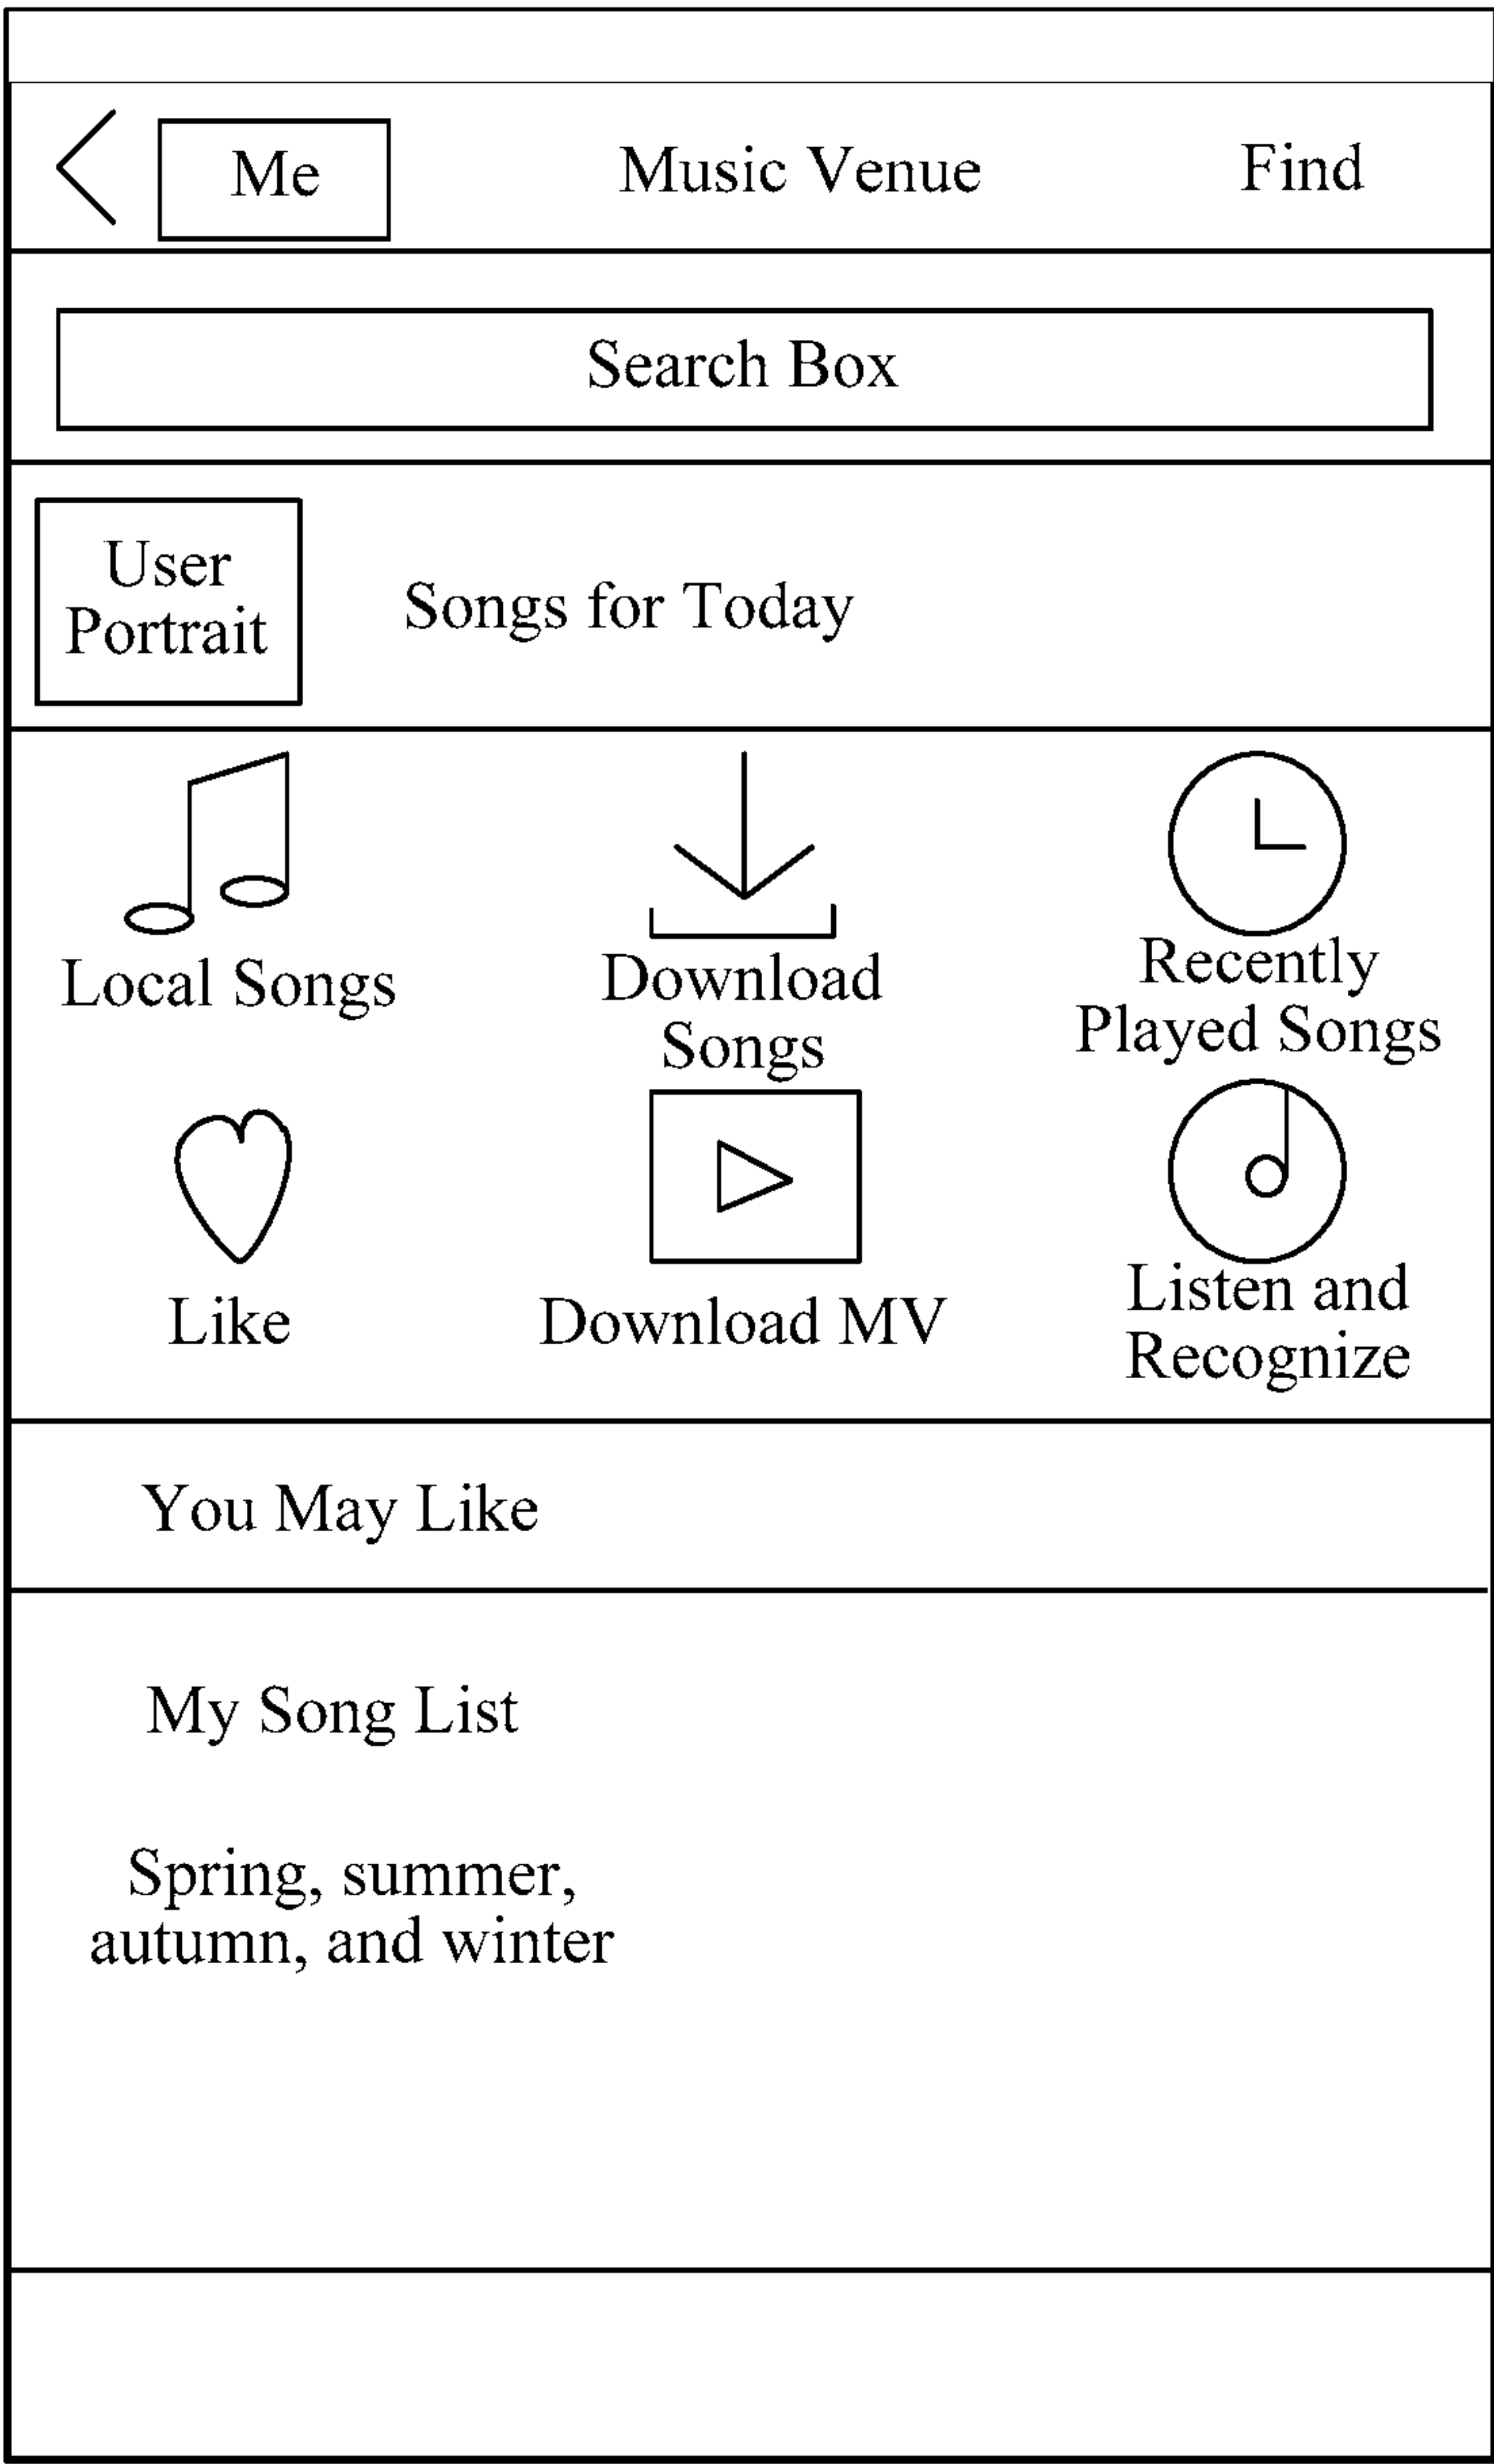 Me Music Venue Find
Search Box
User
Portrait
Songs for Today
Local Songs
Download
Songs
Recently
Played Songs
Like
Download MV
Listen and
Recognize
You May Like
My Song List
Spring, summer,
autumn, and winter